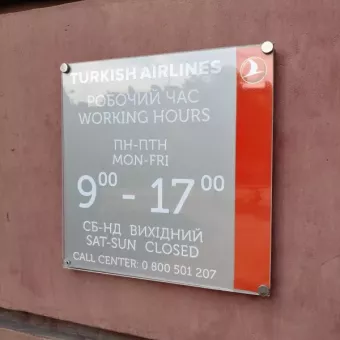 TURKISH AIRLINES
РОБОЧИЙ ЧАС
WORKING HOURS
ПН-ПТН
MON-FRI
9⁰⁰ - 17⁰⁰
СБ-НД ВИХІДНИЙ
SAT-SUN CLOSED
CALL CENTER: 0 800 501 207